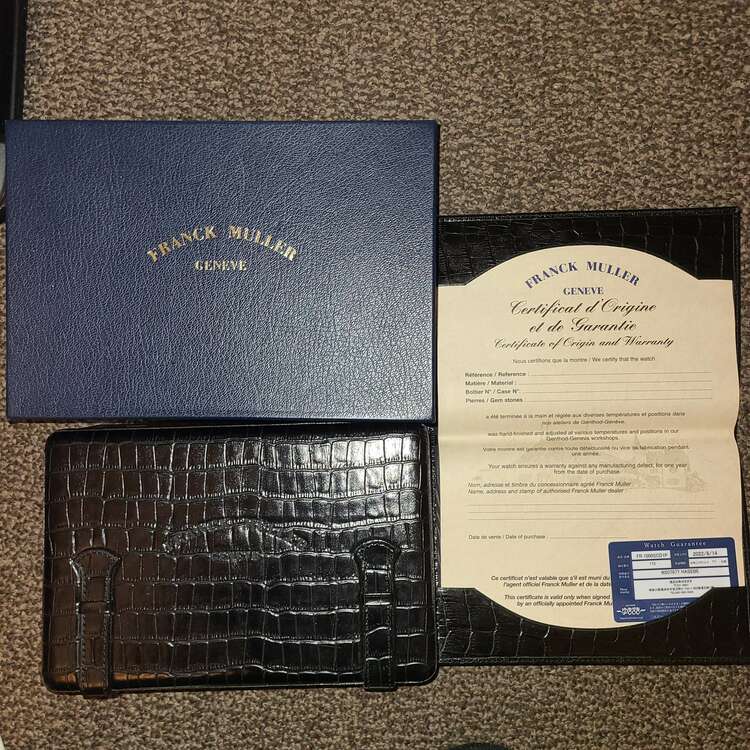 FRANCK MULLER
GENEVE
FRANCK MULLER
GENEVE
Certificat d'Origine
et de Garantie
Certificate of Origin and Warranty
Nous certifions que la montre / We certify that the watch
Référence / Reference :
Matière / Material :
Boîtier N° / Case N°:
Pierres / Gem stones :
a été terminée à la main et réglée aux diverses températures et positions dans
nos ateliers de Genthod-Genève.
was hand-finished and adjusted at various temperatures and positions in our
Genthod-Geneva workshops.
Votre montre est garantie contre toute défectuosité ou vice de fabrication pendant
une année.
Your watch ensures a warranty against any manufacturing defect, for one year
from the date of purchase.
Nom, adresse et timbre du concessionnaire agréé Franck Muller
Name, address and stamp of authorised Franck Muller dealer :
Date de vente / Date of purchase :
Watch Guarantee
2022/8/14
Ce certificat n'est valable que s'il est muni du
l'agent officiel Franck Muller et de la date
This certificate is valid only when signed
by an officially appointed Franck Muller